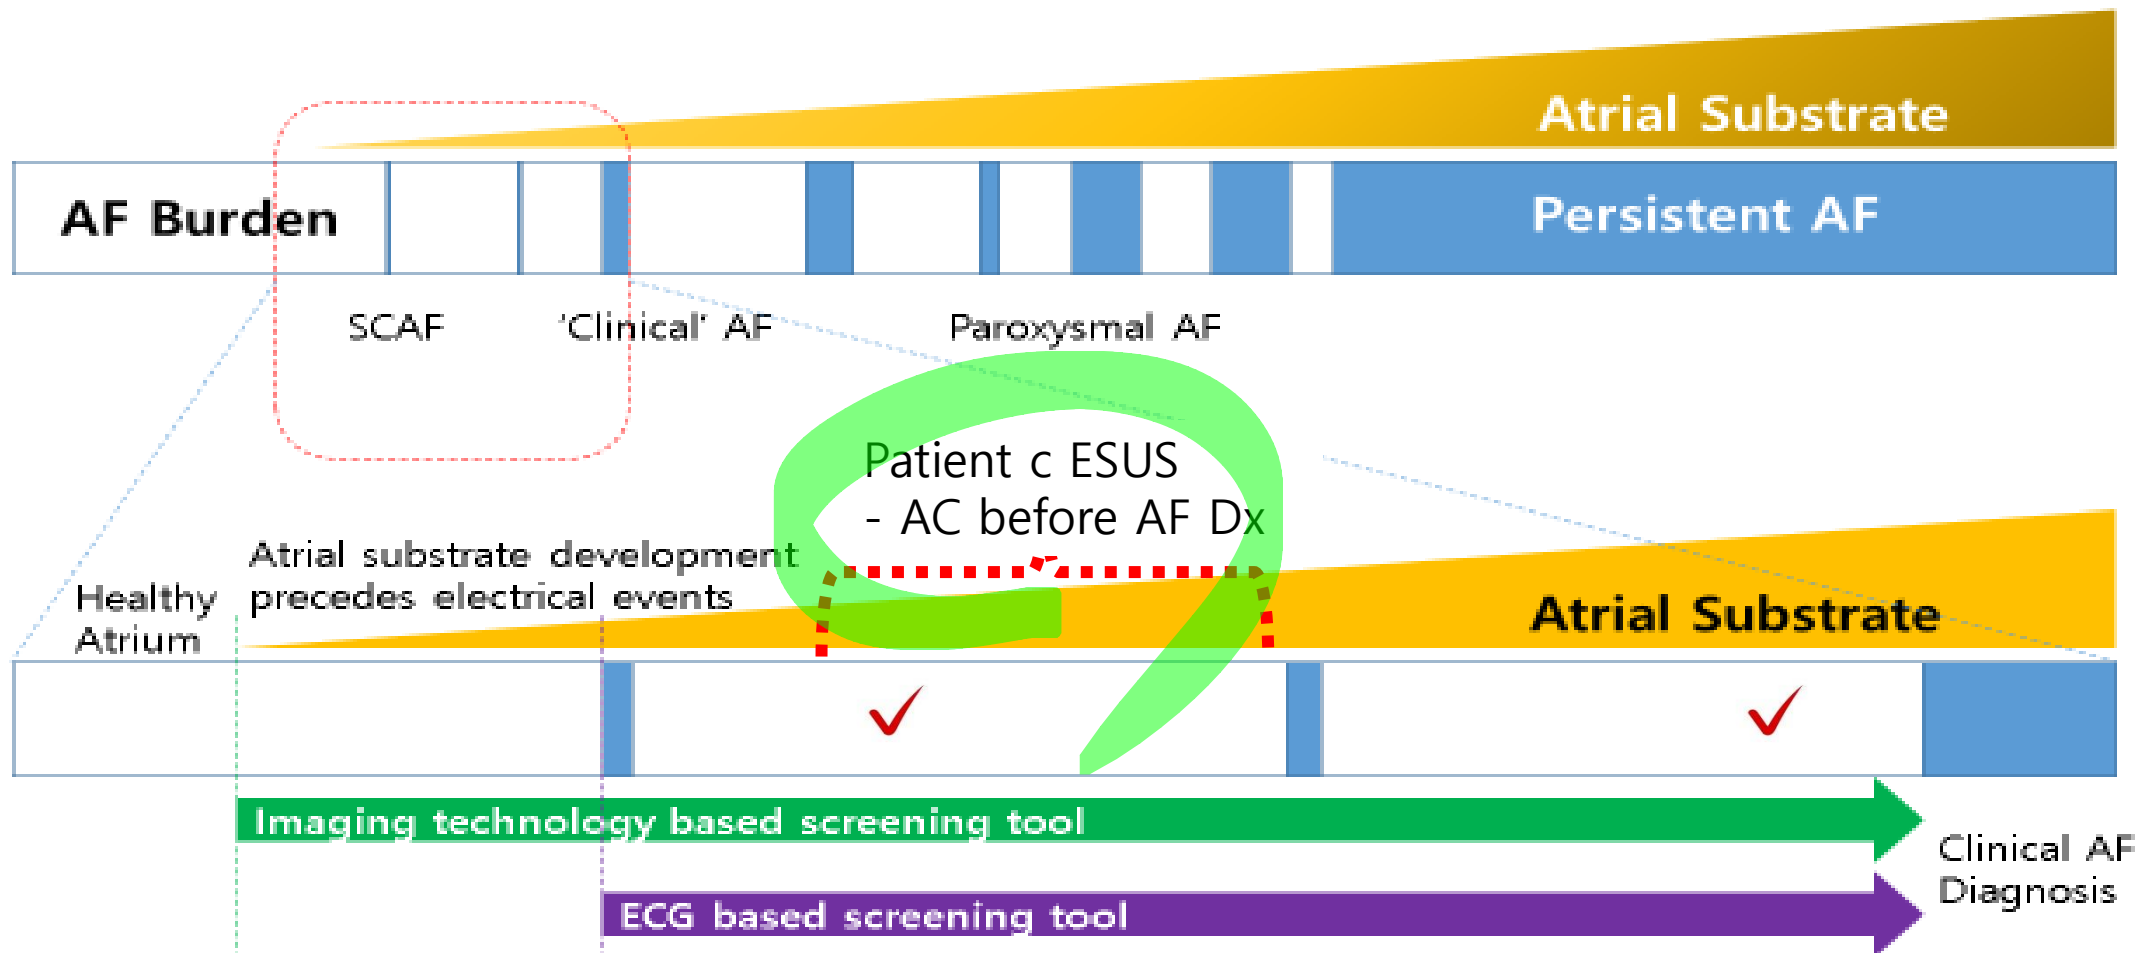 Atrial Substrate
AF Burden
Persistent AF
SCAF
'Clinical' AF
Paroxysmal AF
Patient c ESUS
- AC before AF Dx
Atrial substrate development
precedes electrical events
Healthy
Atrium
Atrial Substrate
Imaging technology based screening tool
ECG based screening tool
Clinical AF
Diagnosis